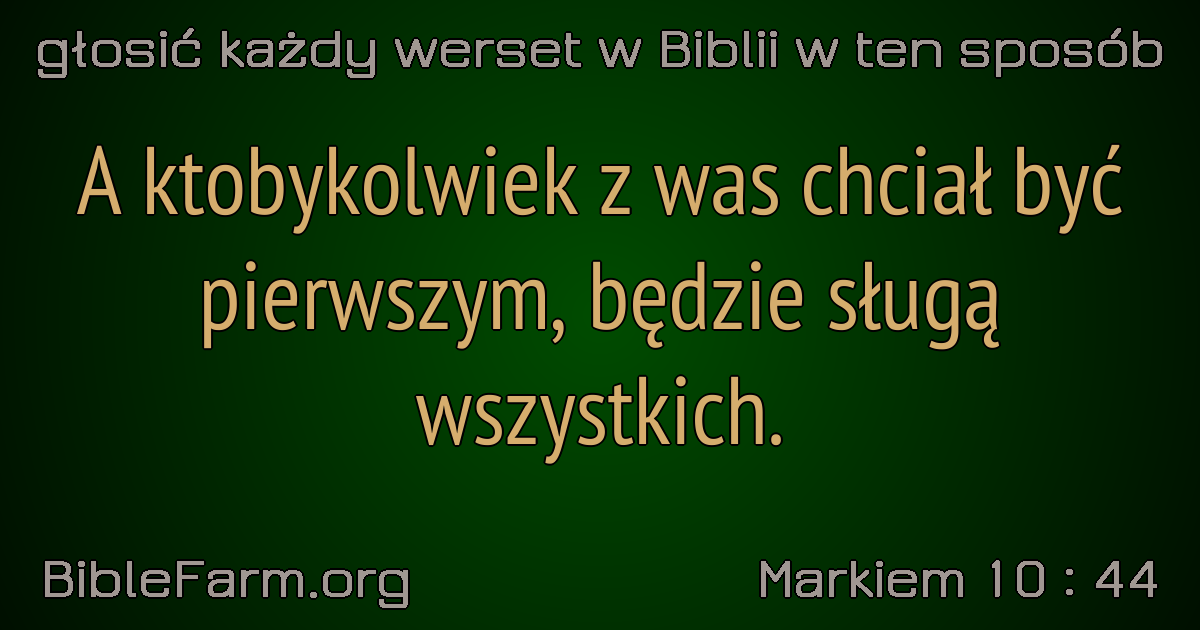 głosić każdy werset w Biblii w ten sposób
A ktobykolwiek z was chciał być
pierwszym, będzie sługą
wszystkich.
BibleFarm.org
Markiem 10 : 44